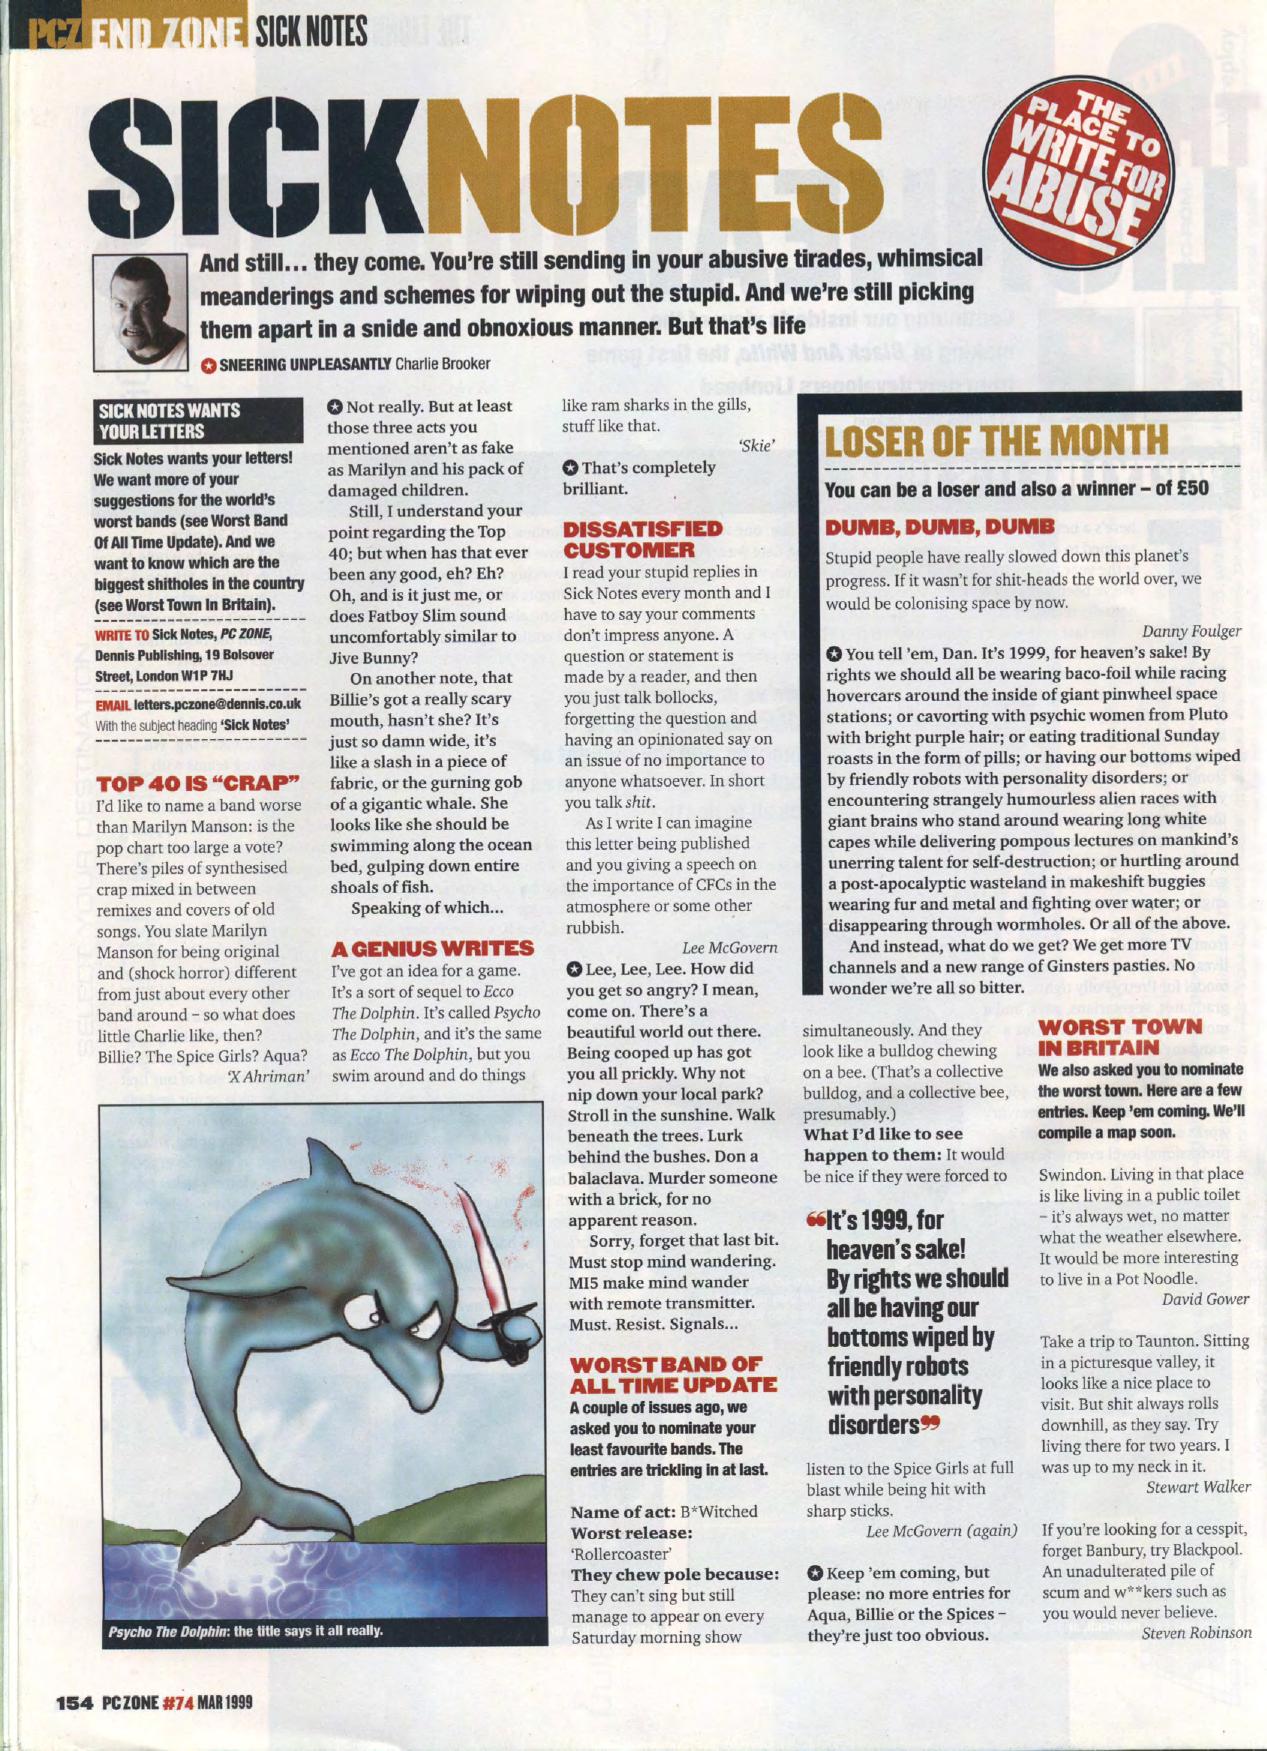 PCZ END ZONE SICK NOTES
SICKNOTES
THE
PLACE TO
WRITE FOR
ABUSE
And still... they come. You're still sending in your abusive tirades, whimsical
meanderings and schemes for wiping out the stupid. And we're still picking
them apart in a snide and obnoxious manner. But that's life
SNEERING UNPLEASANTLY Charlie Brooker
SICK NOTES WANTS
YOUR LETTERS
Sick Notes wants your letters!
We want more of your
suggestions for the world's
worst bands (see Worst Band
Of All Time Update). And we
want to know which are the
biggest shitholes in the country
(see Worst Town In Britain).
WRITE TO Sick Notes, PC ZONE,
Dennis Publishing, 19 Bolsover
Street, London W1P 7HJ
EMAIL letters.pczone@dennis.co.uk
With the subject heading 'Sick Notes'
TOP 40 IS "CRAP"
I'd like to name a band worse
than Marilyn Manson: is the
pop chart too large a vote?
There's piles of synthesised
crap mixed in between
remixes and covers of old
songs. You slate Marilyn
Manson for being original
and (shock horror) different
from just about every other
band around – so what does
little Charlie like, then?
Billie? The Spice Girls? Aqua?
'X Ahriman'
Not really. But at least
those three acts you
mentioned aren't as fake
as Marilyn and his pack of
damaged children.
Still, I understand your
point regarding the Top
40; but when has that ever
been any good, eh? Eh?
Oh, and is it just me, or
does Fatboy Slim sound
uncomfortably similar to
Jive Bunny?
On another note, that
Billie's got a really scary
mouth, hasn't she? It's
just so damn wide, it's
like a slash in a piece of
fabric, or the gurning gob
of a gigantic whale. She
looks like she should be
swimming along the ocean
bed, gulping down entire
shoals of fish.
Speaking of which...
A GENIUS WRITES
I've got an idea for a game.
It's a sort of sequel to Ecco
The Dolphin. It's called Psycho
The Dolphin, and it's the same
as Ecco The Dolphin, but you
swim around and do things
like ram sharks in the gills,
stuff like that.
'Skie'
That's completely
brilliant.
DISSATISFIED
CUSTOMER
I read your stupid replies in
Sick Notes every month and I
have to say your comments
don't impress anyone. A
question or statement is
made by a reader, and then
you just talk bollocks,
forgetting the question and
having an opinionated say on
an issue of no importance to
anyone whatsoever. In short
you talk shit.
As I write I can imagine
this letter being published
and you giving a speech on
the importance of CFCs in the
atmosphere or some other
rubbish.
Lee McGovern
Lee, Lee, Lee. How did
you get so angry? I mean,
come on. There's a
beautiful world out there.
Being cooped up has got
you all prickly. Why not
nip down your local park?
Stroll in the sunshine. Walk
beneath the trees. Lurk
behind the bushes. Don a
balaclava. Murder someone
with a brick, for no
apparent reason.
Sorry, forget that last bit.
Must stop mind wandering.
MI5 make mind wander
with remote transmitter.
Must. Resist. Signals...
WORST BAND OF
ALL TIME UPDATE
A couple of issues ago, we
asked you to nominate your
least favourite bands. The
entries are trickling in at last.
Name of act: B*Witched
Worst release:
'Rollercoaster'
They chew pole because:
They can't sing but still
manage to appear on every
Saturday morning show
LOSER OF THE MONTH
You can be a loser and also a winner – of £50
DUMB, DUMB, DUMB
Stupid people have really slowed down this planet's
progress. If it wasn't for shit-heads the world over, we
would be colonising space by now.
Danny Foulger
You tell 'em, Dan. It's 1999, for heaven's sake! By
rights we should all be wearing baco-foil while racing
hovercars around the inside of giant pinwheel space
stations; or cavorting with psychic women from Pluto
with bright purple hair; or eating traditional Sunday
roasts in the form of pills; or having our bottoms wiped
by friendly robots with personality disorders; or
encountering strangely humourless alien races with
giant brains who stand around wearing long white
capes while delivering pompous lectures on mankind's
unerring talent for self-destruction; or hurtling around
a post-apocalyptic wasteland in makeshift buggies
wearing fur and metal and fighting over water; or
disappearing through wormholes. Or all of the above.
And instead, what do we get? We get more TV
channels and a new range of Ginsters pasties. No
wonder we're all so bitter.
simultaneously. And they
look like a bulldog chewing
on a bee. (That's a collective
bulldog, and a collective bee,
presumably.)
What I'd like to see
happen to them: It would
be nice if they were forced to
"It's 1999, for
heaven's sake!
By rights we should
all be having our
bottoms wiped by
friendly robots
with personality
disorders"
listen to the Spice Girls at full
blast while being hit with
sharp sticks.
Lee McGovern (again)
Keep 'em coming, but
please: no more entries for
Aqua, Billie or the Spices –
they're just too obvious.
WORST TOWN
IN BRITAIN
We also asked you to nominate
the worst town. Here are a few
entries. Keep 'em coming. We'll
compile a map soon.
Swindon. Living in that place
is like living in a public toilet
– it's always wet, no matter
what the weather elsewhere.
It would be more interesting
to live in a Pot Noodle.
David Gower
Take a trip to Taunton. Sitting
in a picturesque valley, it
looks like a nice place to
visit. But shit always rolls
downhill, as they say. Try
living there for two years. I
was up to my neck in it.
Stewart Walker
If you're looking for a cesspit,
forget Banbury, try Blackpool.
An unadulterated pile of
scum and w**kers such as
you would never believe.
Steven Robinson
Psycho The Dolphin: the title says it all really.
154 PC ZONE #74 MAR 1999